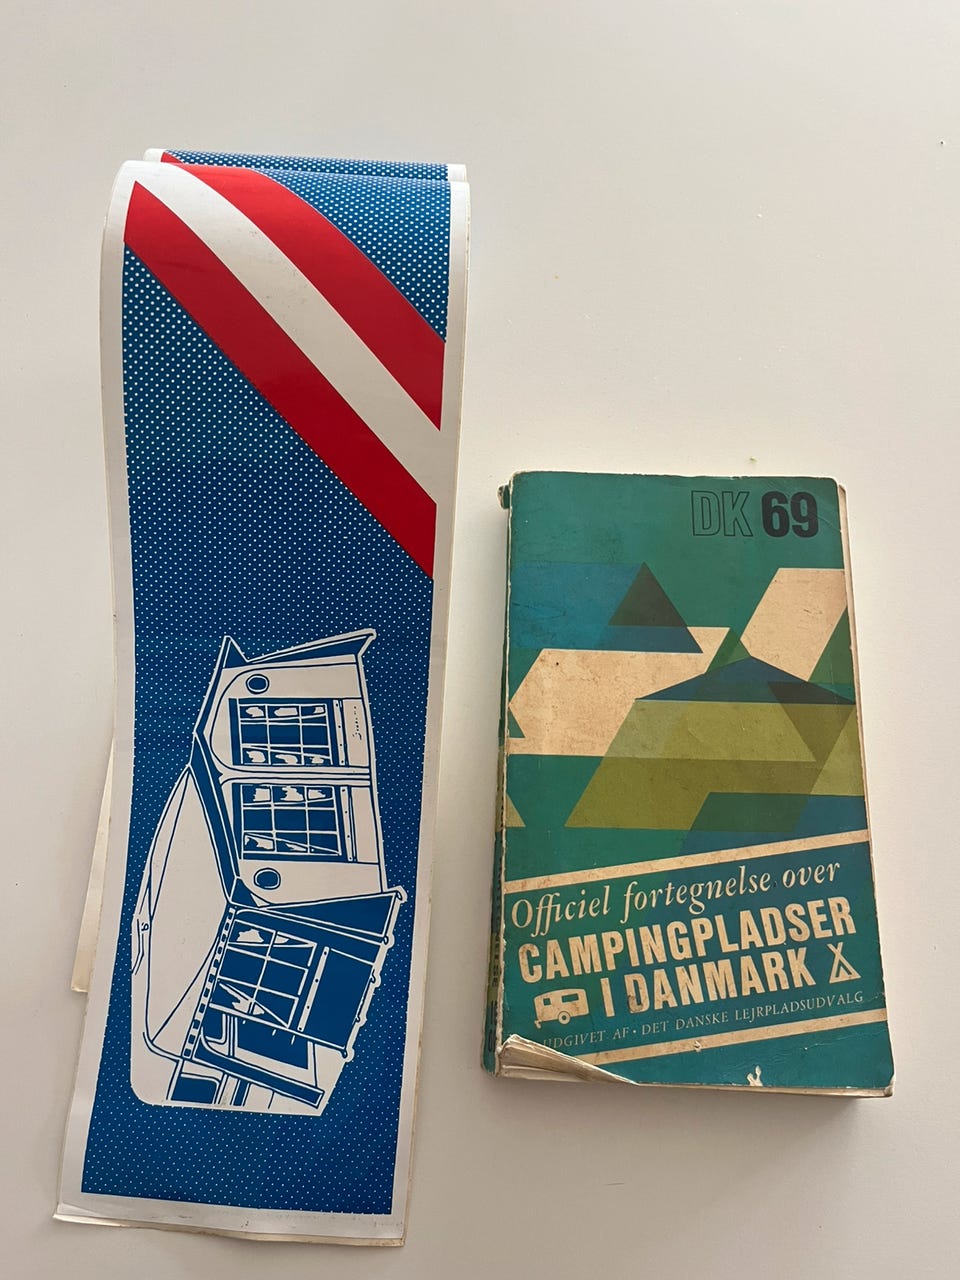 DK 69
Officiel fortegnelse over
CAMPINGPLADSER
I DANMARK
UDGIVET AF · DET DANSKE LEJRPLADSUDVALG